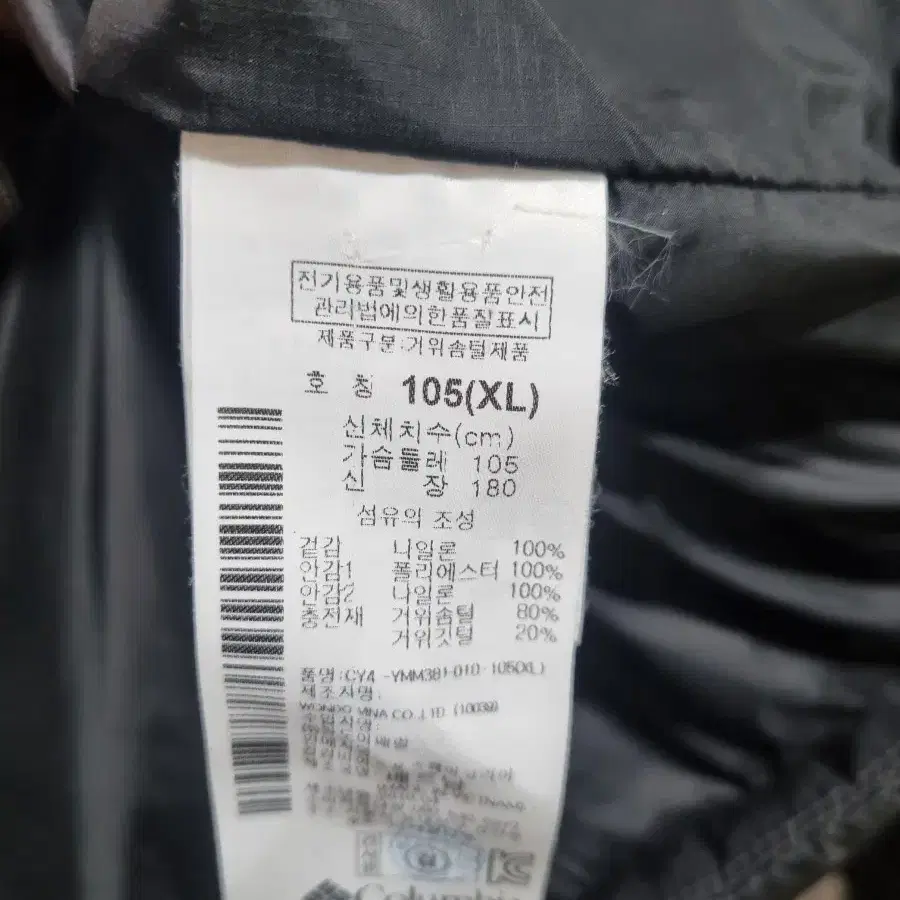 전기용품및생활용품안전
관리법에의한품질표시
제품구분:거위솜털제품
호 칭 105(XL)
신체치수(cm)
가슴둘레 105
신 장 180
섬유의 조성
겉감 나일론 100%
안감1 폴리에스터 100%
안감2 나일론 100%
충전재 거위솜털 80%
거위깃털 20%
품명:CY4 -YMM381-010-105(XL)
제조자명:
VINA CO.,LTD.
Columbia